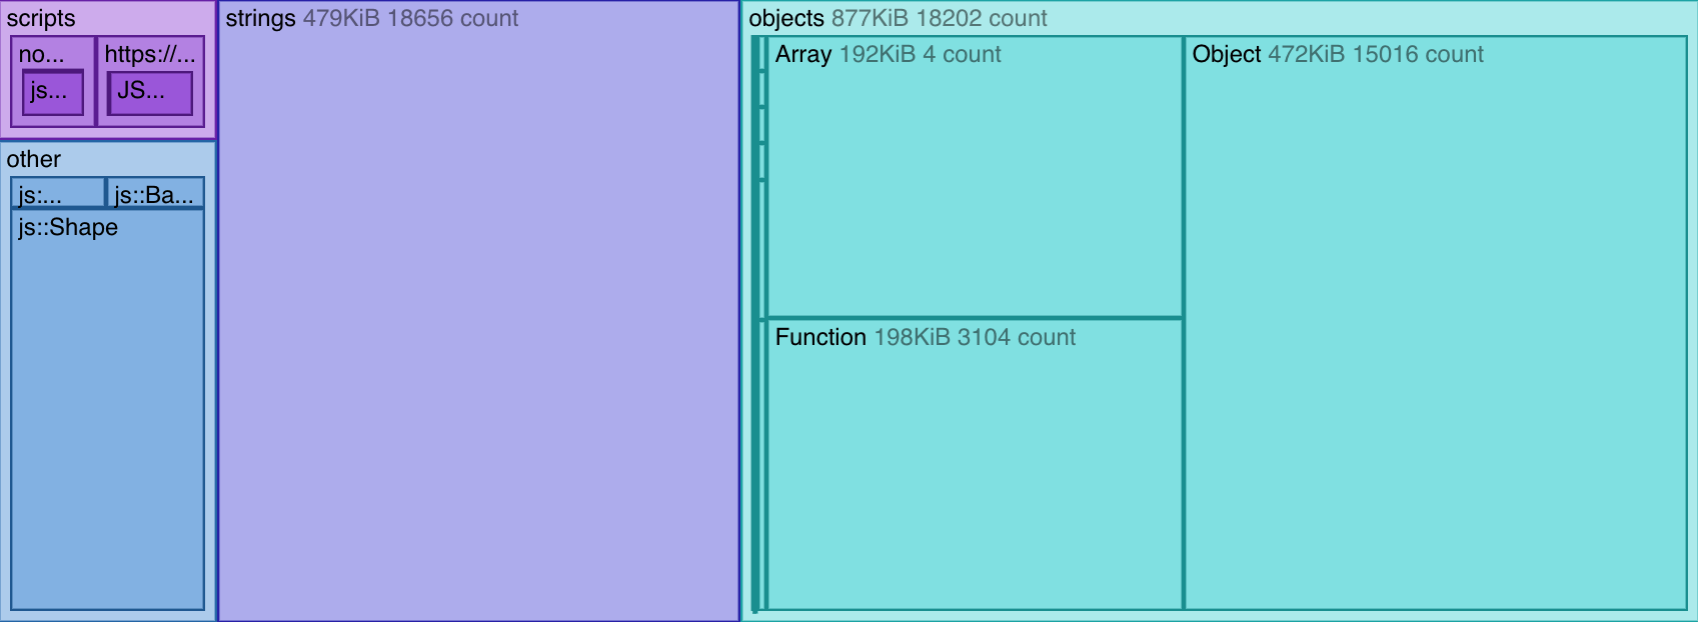 scripts
no...
https://...
js...
JS...
other
js:...
js::Ba...
js::Shape
strings 479KiB 18656 count
objects 877KiB 18202 count
Array 192KiB 4 count
Function 198KiB 3104 count
Object 472KiB 15016 count